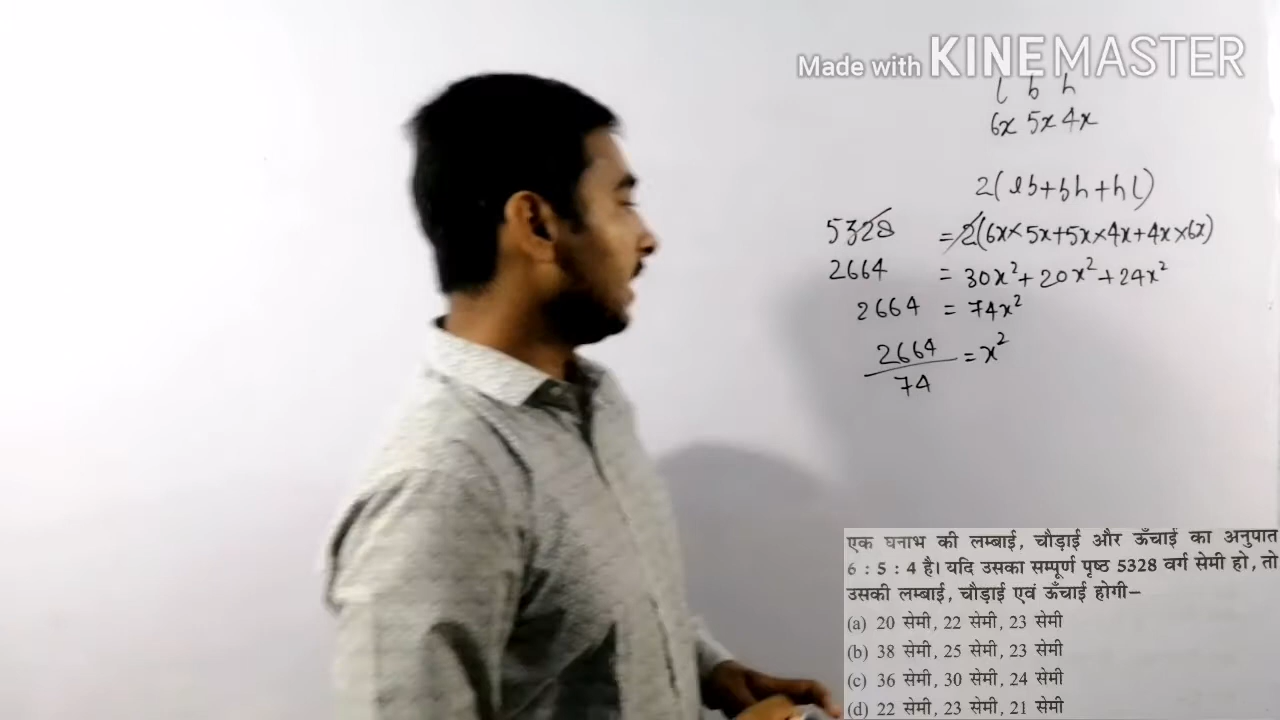 Made with KINEMASTER
l b h
6x 5x 4x
2(lb+bh+hl)
5328 = 2(6x×5x+5x×4x+4x×6x)
2664 = 30x²+20x²+24x²
2664 = 74x²
2664/74 = x²
एक घनाभ की लम्बाई, चौड़ाई और ऊँचाई का अनुपात
6 : 5 : 4 है। यदि उसका सम्पूर्ण पृष्ठ 5328 वर्ग सेमी हो, तो
उसकी लम्बाई, चौड़ाई एवं ऊँचाई होगी–
(a) 20 सेमी, 22 सेमी, 23 सेमी
(b) 38 सेमी, 25 सेमी, 23 सेमी
(c) 36 सेमी, 30 सेमी, 24 सेमी
(d) 22 सेमी, 23 सेमी, 21 सेमी